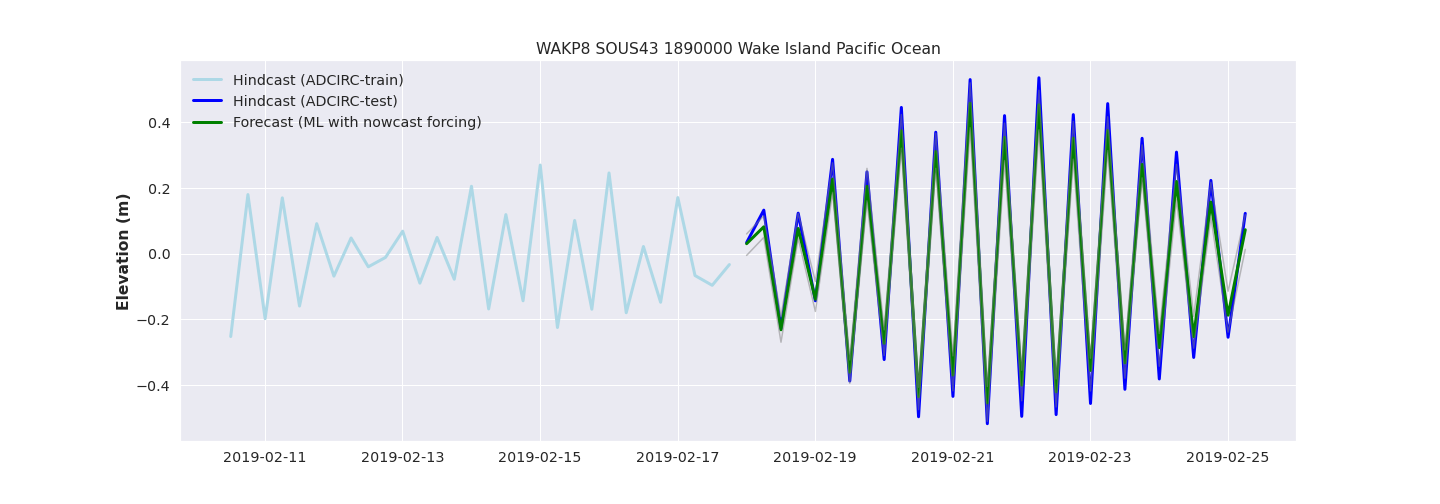 WAKP8 SOUS43 1890000 Wake Island Pacific Ocean
Hindcast (ADCIRC-train)
Hindcast (ADCIRC-test)
Forecast (ML with nowcast forcing)
Elevation (m)
0.4
0.2
0.0
−0.2
−0.4
2019-02-11 2019-02-13 2019-02-15 2019-02-17 2019-02-19 2019-02-21 2019-02-23 2019-02-25